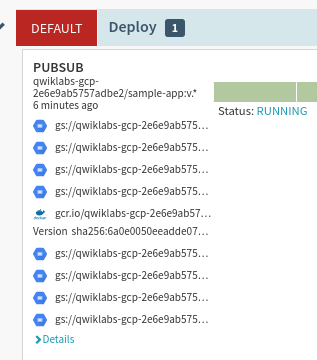 DEFAULT Deploy 1
PUBSUB
qwiklabs-gcp-
2e6e9ab5757adbe2/sample-app:v.*
6 minutes ago
Status: RUNNING
gs://qwiklabs-gcp-2e6e9ab575...
gs://qwiklabs-gcp-2e6e9ab575...
gs://qwiklabs-gcp-2e6e9ab575...
gs://qwiklabs-gcp-2e6e9ab575...
gcr.io/qwiklabs-gcp-2e6e9ab57...
Version sha256:6a0e0050eeadde07...
gs://qwiklabs-gcp-2e6e9ab575...
gs://qwiklabs-gcp-2e6e9ab575...
gs://qwiklabs-gcp-2e6e9ab575...
gs://qwiklabs-gcp-2e6e9ab575...
Details